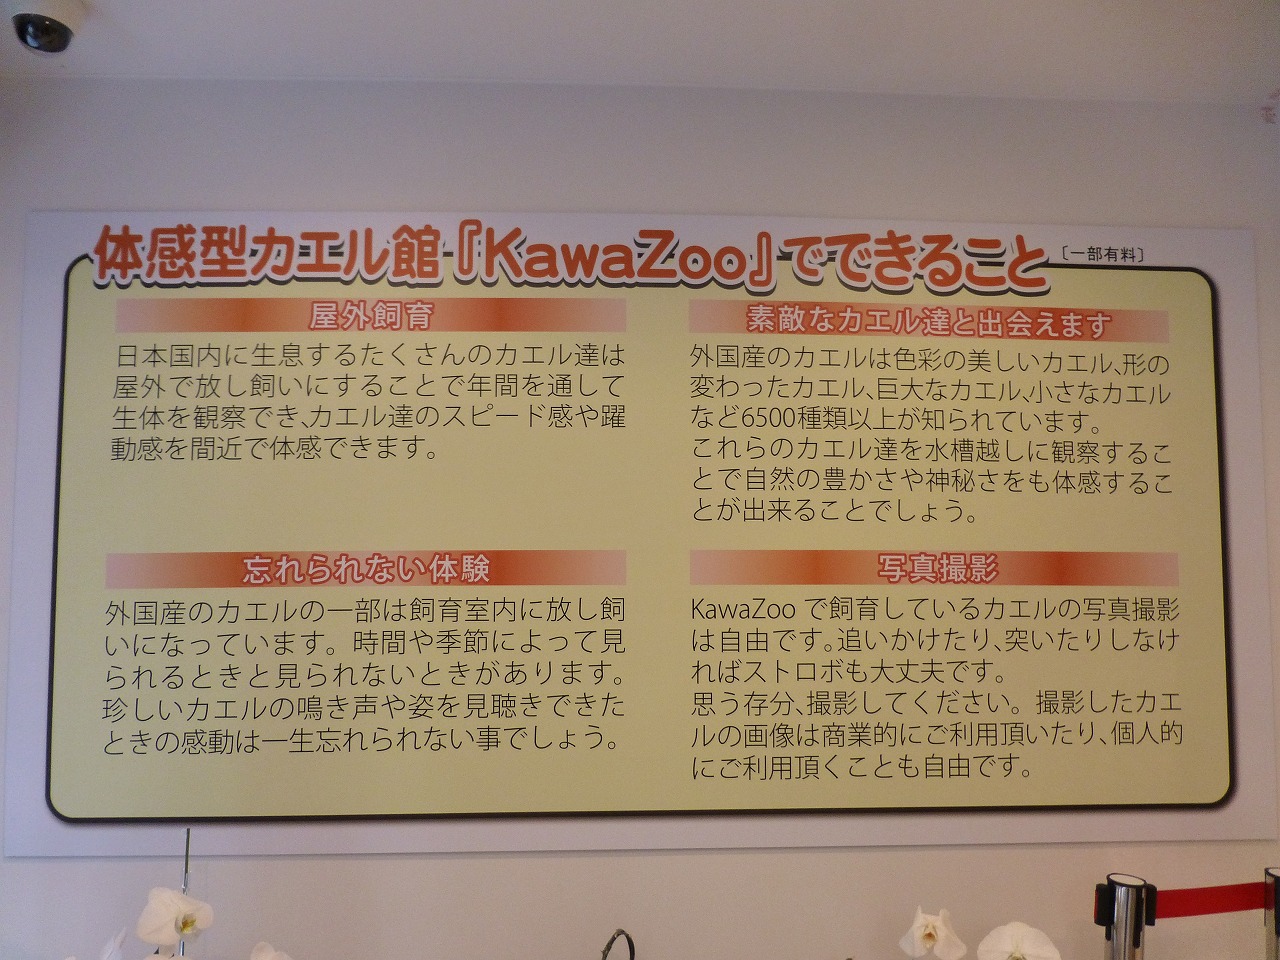 体感型カエル館『KawaZoo』でできること
〔一部有料〕
屋外飼育
日本国内に生息するたくさんのカエル達は
屋外で放し飼いにすることで年間を通して
生体を観察でき、カエル達のスピード感や躍
動感を間近で体感できます。
素敵なカエル達と出会えます
外国産のカエルは色彩の美しいカエル、形の
変わったカエル、巨大なカエル、小さなカエル
など6500種類以上が知られています。
これらのカエル達を水槽越しに観察するこ
とで自然の豊かさや神秘さをも体感するこ
とが出来ることでしょう。
忘れられない体験
外国産のカエルの一部は飼育室内に放し飼
いになっています。時間や季節によって見
られるときと見られないときがあります。
珍しいカエルの鳴き声や姿を見聴きできた
ときの感動は一生忘れられない事でしょう。
写真撮影
KawaZoo で飼育しているカエルの写真撮影
は自由です。追いかけたり、突いたりしなけ
ればストロボも大丈夫です。
思う存分、撮影してください。撮影したカエ
ルの画像は商業的にご利用頂いたり、個人的
にご利用頂くことも自由です。